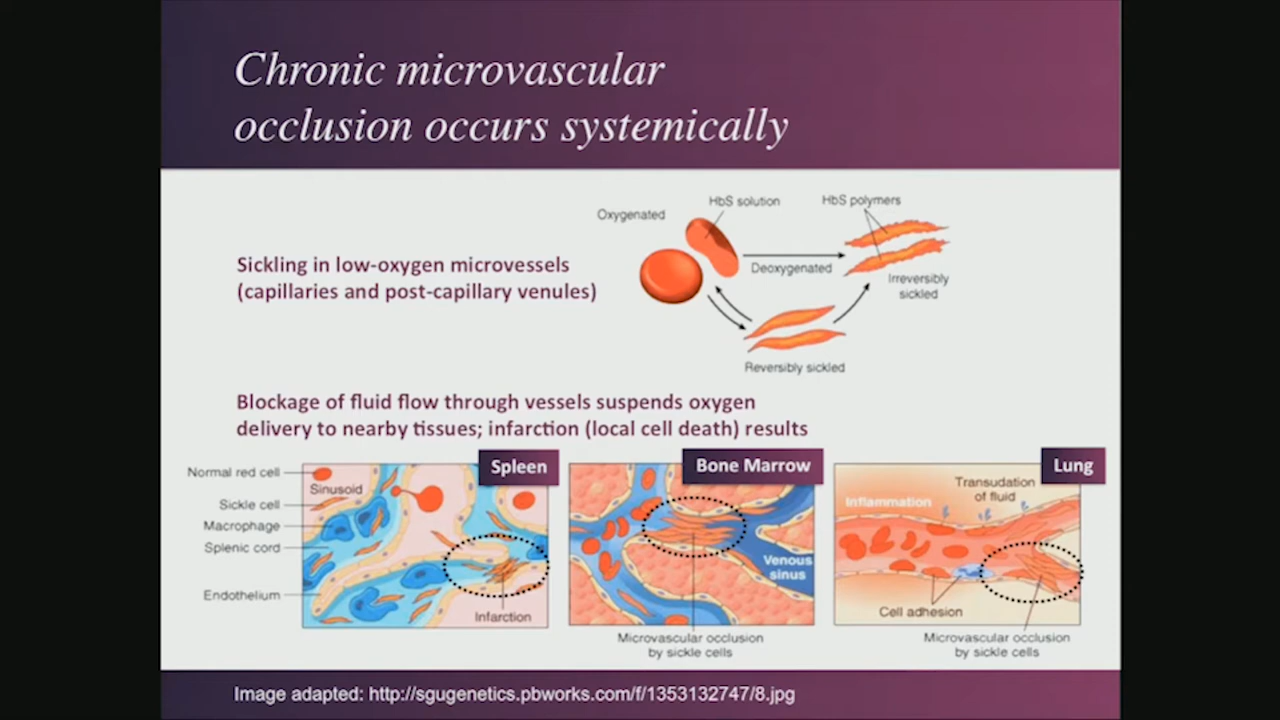 Chronic microvascular
occlusion occurs systemically
Sickling in low-oxygen microvessels
(capillaries and post-capillary venules)
Oxygenated
HbS solution
HbS polymers
Deoxygenated
Irreversibly
sickled
Reversibly sickled
Blockage of fluid flow through vessels suspends oxygen
delivery to nearby tissues; infarction (local cell death) results
Spleen
Normal red cell
Sinusoid
Sickle cell
Macrophage
Splenic cord
Endothelium
Infarction
Bone Marrow
Venous
sinus
Microvascular occlusion
by sickle cells
Lung
Transudation
of fluid
Inflammation
Cell adhesion
Microvascular occlusion
by sickle cells
Image adapted: http://sgugenetics.pbworks.com/f/1353132747/8.jpg